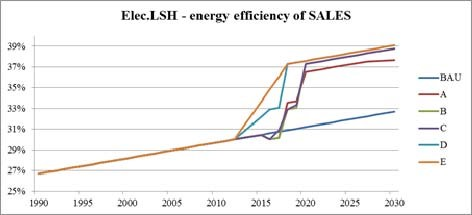 Elec.LSH - energy efficiency of SALES
39%
37%
35%
33%
31%
29%
27%
25%
1990 1995 2000 2005 2010 2015 2020 2025 2030
BAU
A
B
C
D
E